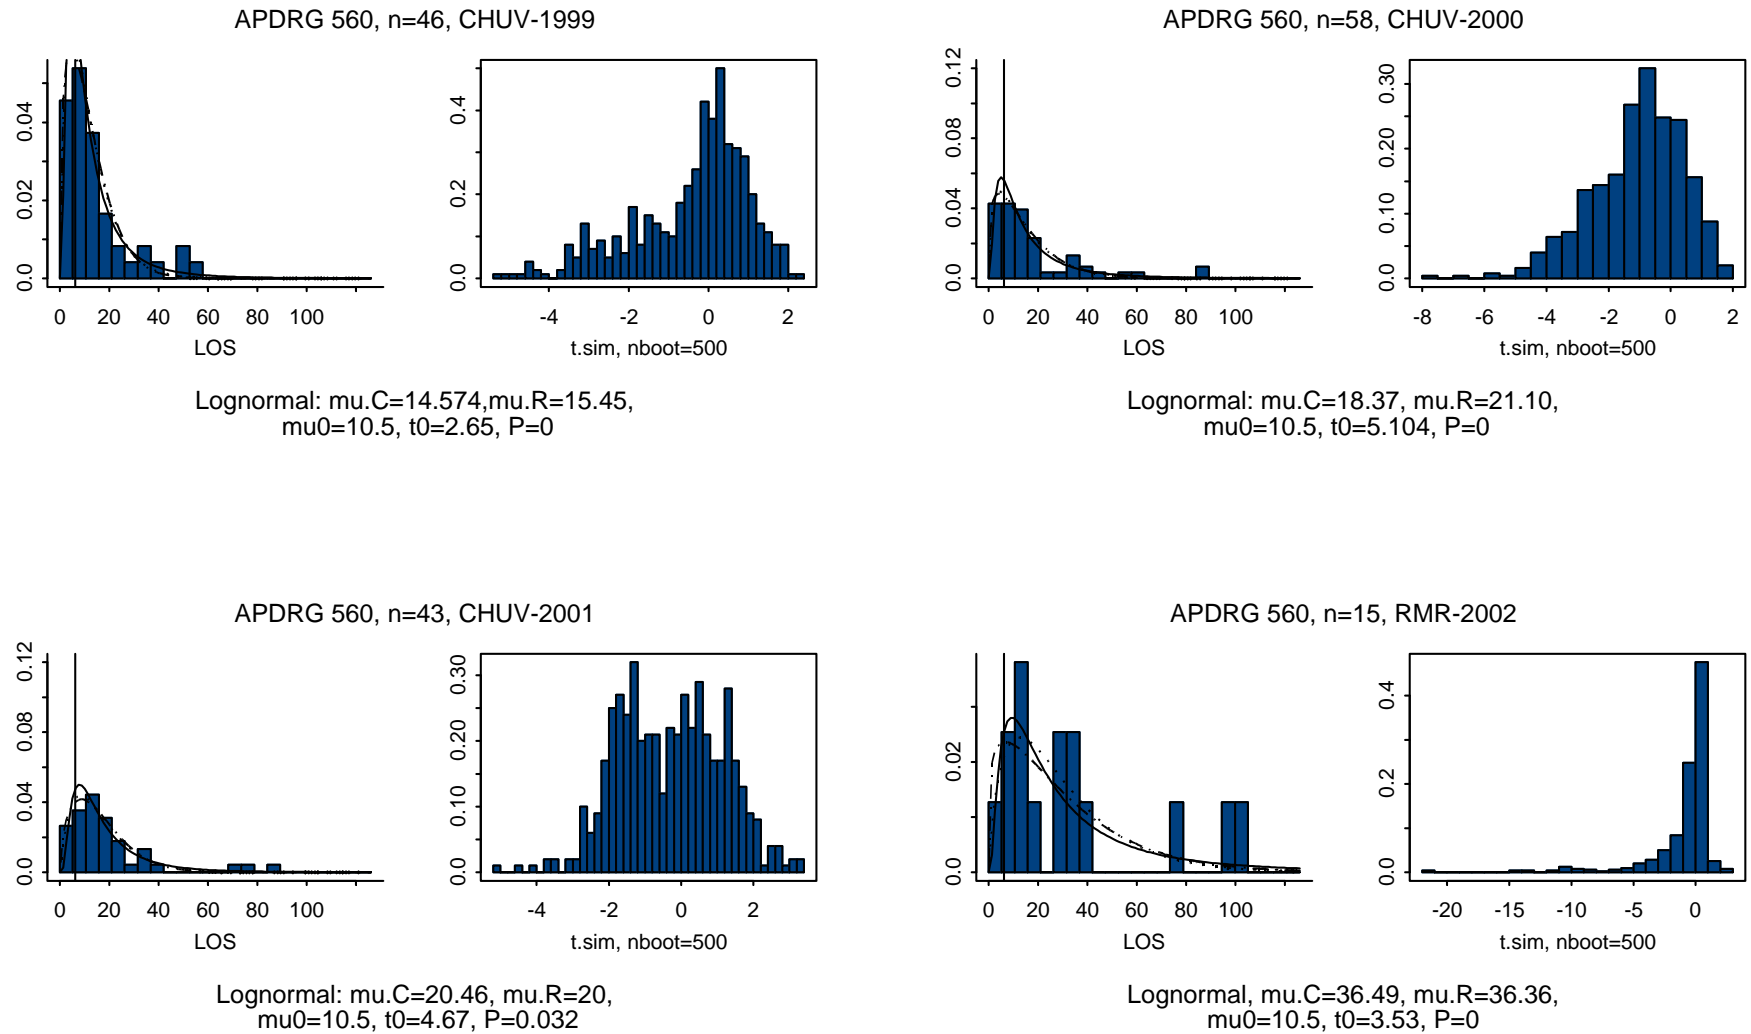 APDRG 560, n=46, CHUV-1999
0.0 0.02 0.04
0 20 40 60 80 100
LOS
0.0 0.2 0.4
-4 -2 0 2
t.sim, nboot=500
Lognormal: mu.C=14.574,mu.R=15.45,
mu0=10.5, t0=2.65, P=0
APDRG 560, n=58, CHUV-2000
0.0 0.04 0.08 0.12
0 20 40 60 80 100
LOS
0.0 0.10 0.20 0.30
-8 -6 -4 -2 0 2
t.sim, nboot=500
Lognormal: mu.C=18.37, mu.R=21.10,
mu0=10.5, t0=5.104, P=0
APDRG 560, n=43, CHUV-2001
0.0 0.04 0.08 0.12
0 20 40 60 80 100
LOS
0.0 0.10 0.20 0.30
-4 -2 0 2
t.sim, nboot=500
Lognormal: mu.C=20.46, mu.R=20,
mu0=10.5, t0=4.67, P=0.032
APDRG 560, n=15, RMR-2002
0.0 0.02
0 20 40 60 80 100
LOS
0.0 0.2 0.4
-20 -15 -10 -5 0
t.sim, nboot=500
Lognormal, mu.C=36.49, mu.R=36.36,
mu0=10.5, t0=3.53, P=0